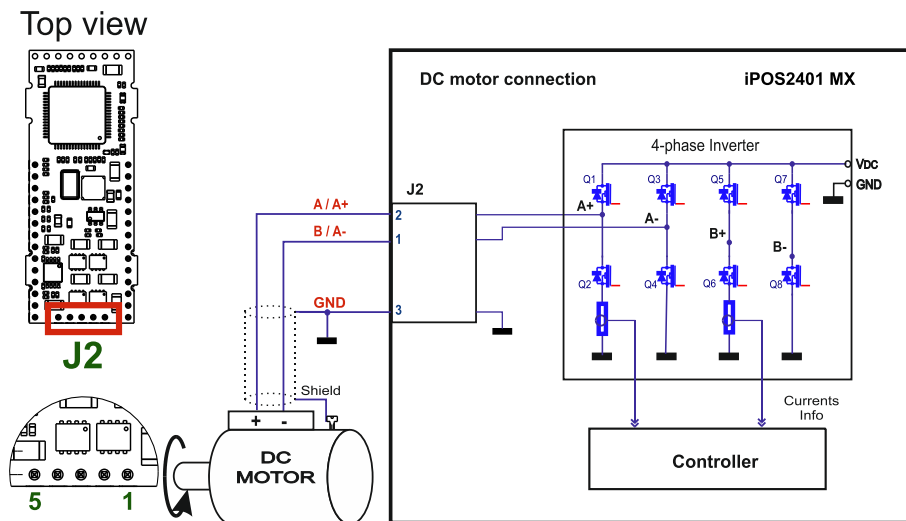 Top view
J2
5
1
DC motor connection
iPOS2401 MX
4-phase Inverter
VDC
GND
Q1
Q3
Q5
Q7
A+
A-
B+
B-
Q2
Q4
Q6
Q8
J2
A / A+
2
B / A-
1
GND
3
Shield
+ -
DC
MOTOR
Currents
Info
Controller